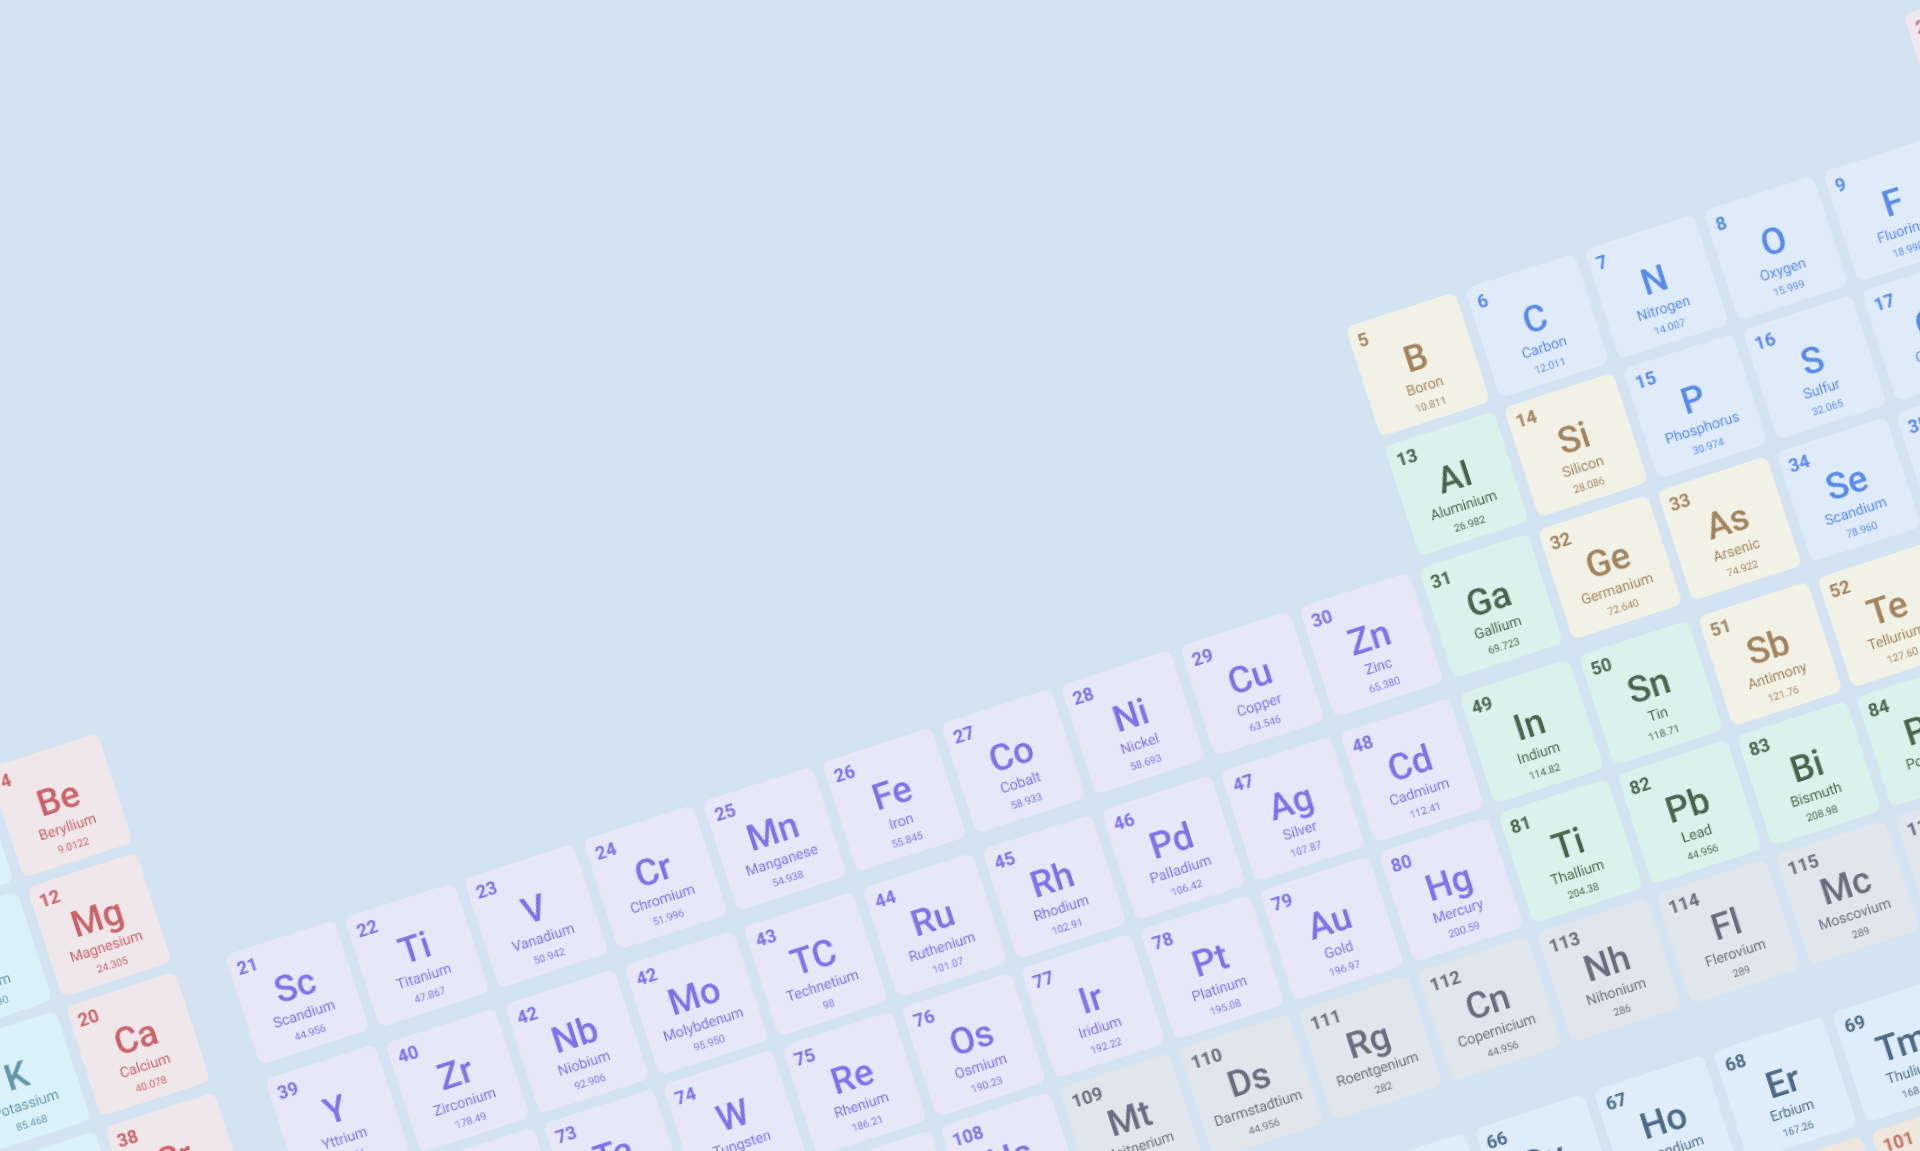 5
B
Boron
10.811
6
C
Carbon
12.011
7
N
Nitrogen
14.007
8
O
Oxygen
15.999
9
F
13
Al
Aluminium
26.982
14
Si
Silicon
28.086
15
P
Phosphorus
30.974
16
S
Sulfur
32.065
17
31
Ga
Gallium
69.723
32
Ge
Germanium
72.640
33
As
Arsenic
74.922
34
Se
Scandium
78.960
4
Be
Beryllium
9.0122
12
Mg
Magnesium
24.305
K
85.468
20
Ca
Calcium
40.078
38
21
Sc
Scandium
44.956
22
Ti
Titanium
47.867
23
V
Vanadium
50.942
24
Cr
Chromium
51.996
25
Mn
Manganese
54.938
26
Fe
Iron
55.845
27
Co
Cobalt
58.933
28
Ni
Nickel
58.693
29
Cu
Copper
63.546
30
Zn
Zinc
65.380
39
Y
Yttrium
40
Zr
Zirconium
178.49
42
Nb
Niobium
92.906
42
Mo
Molybdenum
95.950
43
TC
Technetium
98
44
Ru
Ruthenium
101.07
45
Rh
Rhodium
102.91
46
Pd
Palladium
106.42
47
Ag
Silver
107.87
48
Cd
Cadmium
112.41
49
In
Indium
114.82
50
Sn
Tin
118.71
51
Sb
Antimony
121.76
52
Te
Tellurium
127.60
73
74
W
Tungsten
75
Re
Rhenium
186.21
76
Os
Osmium
190.23
77
Ir
Iridium
192.22
78
Pt
Platinum
195.08
79
Au
Gold
196.97
80
Hg
Mercury
200.59
81
Ti
Thallium
204.38
82
Pb
Lead
44.956
83
Bi
Bismuth
208.98
84
108
109
Mt
110
Ds
Darmstadtium
44.956
111
Rg
Roentgenium
282
112
Cn
Copernicium
44.956
113
Nh
Nihonium
286
114
Fl
Flerovium
289
115
Mc
Moscovium
289
66
67
Ho
68
Er
Erbium
167.26
69
Tm
101